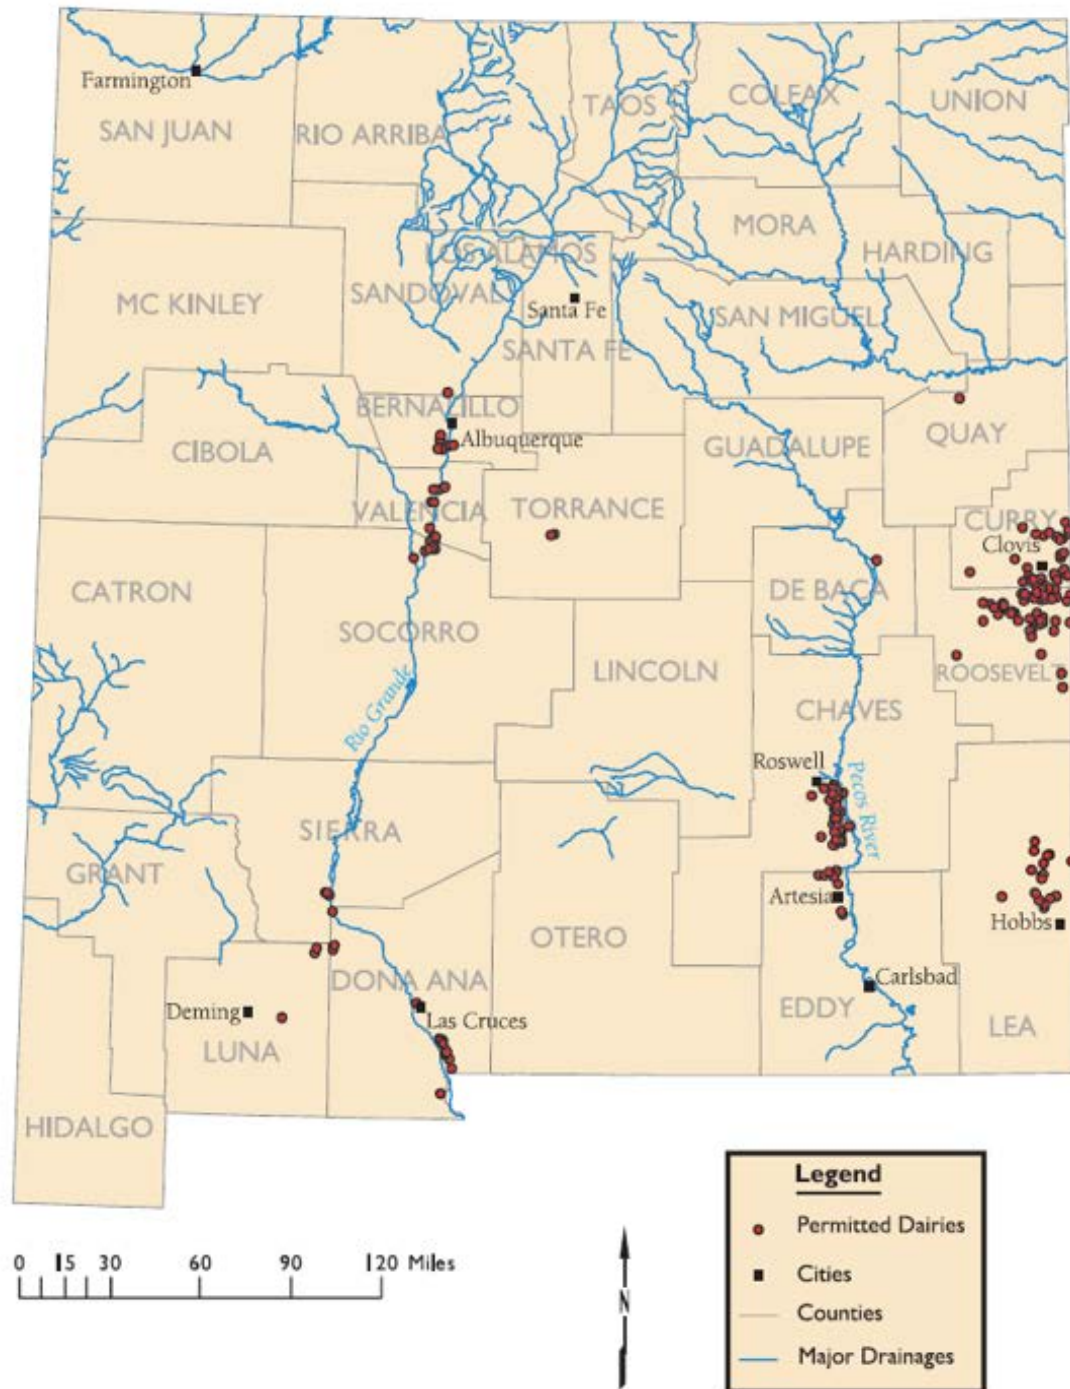 Farmington
SAN JUAN
RIO ARRIBA
TAOS
COLFAX
UNION
MORA
HARDING
LOS ALAMOS
MC KINLEY
SANDOVAL
Santa Fe
SANTA FE
SAN MIGUEL
BERNALILLO
Albuquerque
CIBOLA
GUADALUPE
QUAY
VALENCIA
TORRANCE
CURRY
Clovis
CATRON
DE BACA
SOCORRO
LINCOLN
ROOSEVELT
Rio Grande
CHAVES
Roswell
Pecos River
SIERRA
GRANT
Artesia
Hobbs
OTERO
DONA ANA
Carlsbad
Deming
Las Cruces
EDDY
LEA
LUNA
HIDALGO
Legend
Permitted Dairies
Cities
Counties
Major Drainages
0 15 30 60 90 120 Miles
N